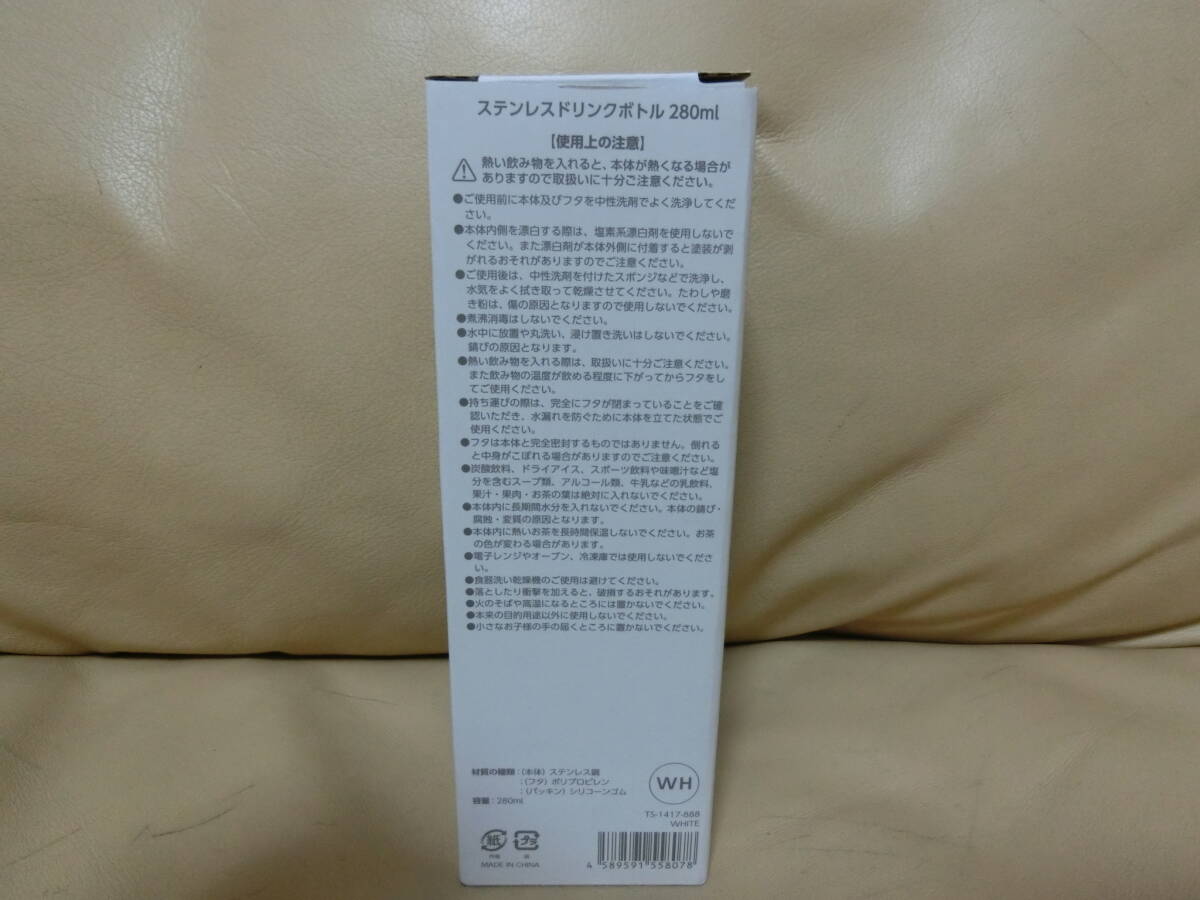 ステンレスドリンクボトル 280ml
【使用上の注意】
熱い飲み物を入れると、本体が熱くなる場合が
ありますので取扱いに十分ご注意ください。
●ご使用前に本体及びフタを中性洗剤でよく洗浄してくだ
さい。
●本体内側を漂白する際は、塩素系漂白剤を使用しないで
ください。また漂白剤が本体外側に付着すると塗装が剥
がれるおそれがありますのでご注意ください。
●ご使用後は、中性洗剤を付けたスポンジなどで洗浄し、
水気をよく拭き取って乾燥させてください。たわしや磨
き粉は、傷の原因となりますので使用しないでください。
●煮沸消毒はしないでください。
●水中に放置や丸洗い、浸け置き洗いはしないでください。
錆びの原因となります。
●熱い飲み物を入れる際は、取扱いに十分ご注意ください。
また飲み物の温度が飲める程度に下がってからフタをし
てご使用ください。
●持ち運びの際は、完全にフタが閉まっていることをご確
認いただき、水漏れを防ぐために本体を立てた状態でご
使用ください。
●フタは本体と完全密封するものではありません。倒れる
と中身がこぼれる場合がありますのでご注意ください。
●炭酸飲料、ドライアイス、スポーツ飲料や味噌汁など塩
分を含むスープ類、アルコール類、牛乳などの乳飲料、
果汁・果肉・お茶の葉は絶対に入れないでください。
●本体内に長期間水分を入れないでください。本体の錆び・
腐蝕・変質の原因となります。
●本体内に熱いお茶を長時間保温しないでください。お茶
の色が変わる場合があります。
●電子レンジやオーブン、冷凍庫では使用しないでくださ
い。
●食器洗い乾燥機のご使用は避けてください。
●落としたり衝撃を加えると、破損するおそれがあります。
●火のそばや高温になるところには置かないでください。
●本来の目的用途以外に使用しないでください。
●小さなお子様の手の届くところに置かないでください。
材質の種類：（本体）ステンレス鋼
：（フタ）ポリプロピレン
：（パッキン）シリコーンゴム
容量：280ml
WH
TS-1417-888
WHITE
紙 プラ
外箱 袋
MADE IN CHINA
4 589591 558078